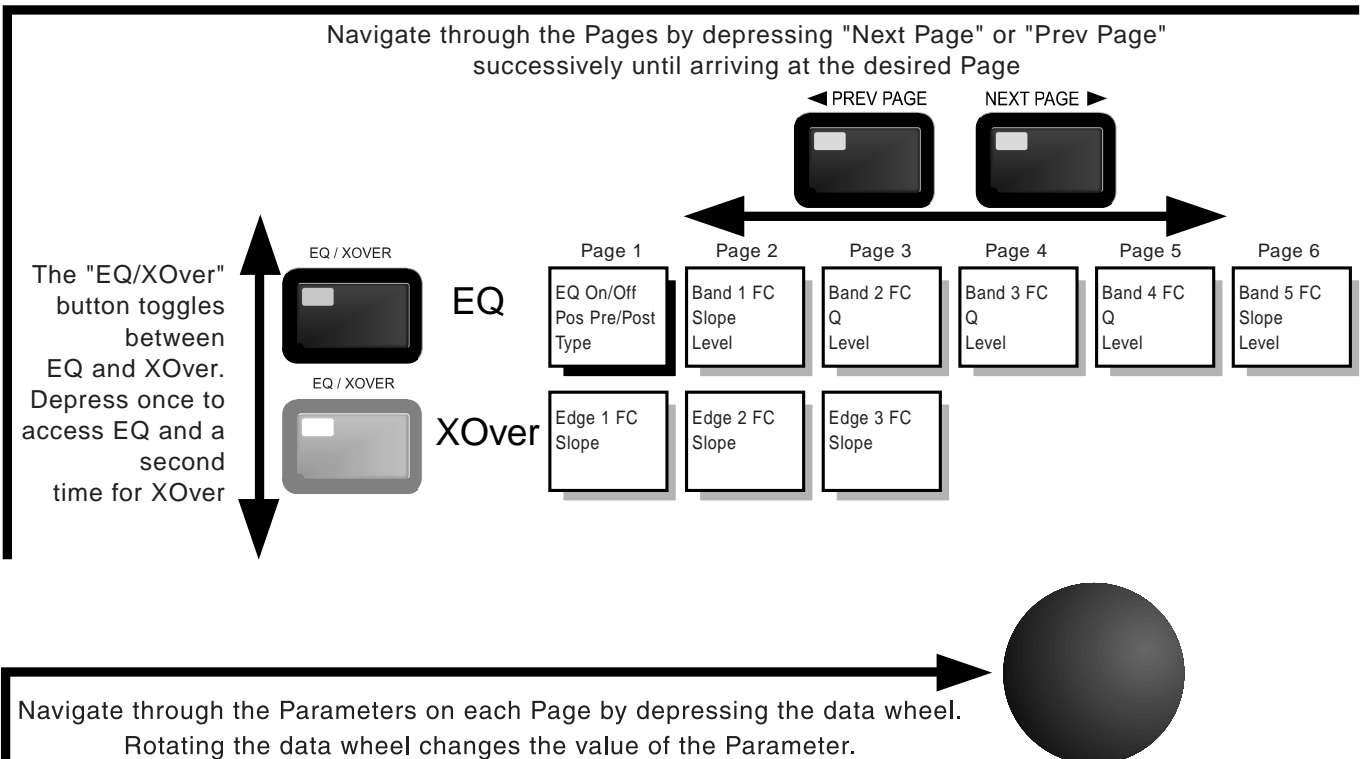 Navigate through the Pages by depressing "Next Page" or "Prev Page"
successively until arriving at the desired Page
PREV PAGE
NEXT PAGE
The "EQ/XOver"
button toggles
between
EQ and XOver.
Depress once to
access EQ and a
second
time for XOver
EQ / XOVER
EQ
Page 1
EQ On/Off
Pos Pre/Post
Type
Page 2
Band 1 FC
Slope
Level
Page 3
Band 2 FC
Q
Level
Page 4
Band 3 FC
Q
Level
Page 5
Band 4 FC
Q
Level
Page 6
Band 5 FC
Slope
Level
EQ / XOVER
XOver
Edge 1 FC
Slope
Edge 2 FC
Slope
Edge 3 FC
Slope
Navigate through the Parameters on each Page by depressing the data wheel.
Rotating the data wheel changes the value of the Parameter.